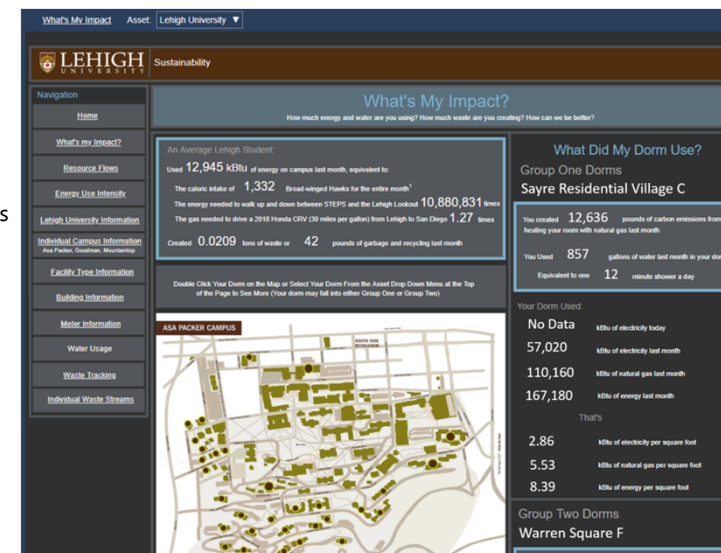 What's My Impact Asset: Lehigh University ▼
LEHIGH
UNIVERSITY
Sustainability
Navigation
Home
What's my Impact?
Resource Flows
Energy Use Intensity
s
Lehigh University Information
Individual Campus Information
Asa Packer, Goodman, Mountaintop
Facility Type Information
Building Information
Meter Information
Water Usage
Waste Tracking
Individual Waste Streams
What's My Impact?
How much energy and water are you using? How much waste are you creating? How can we be better?
An Average Lehigh Student:
Used 12,945 kBtu of energy on campus last month, equivalent to:
The caloric intake of 1,332 Broad-winged Hawks for the entire month¹
The energy needed to walk up and down between STEPS and the Lehigh Lookout 10,880,831 times
The gas needed to drive a 2018 Honda CRV (30 miles per gallon) from Lehigh to San Diego 1.27 times
Created 0.0209 tons of waste or 42 pounds of garbage and recycling last month
Double Click Your Dorm on the Map or Select Your Dorm From the Asset Drop Down Menu at the Top
of the Page to See More (Your dorm may fall into either Group One or Group Two)
ASA PACKER CAMPUS
SOUTH SIDE
BETHLEHEM
What Did My Dorm Use?
Group One Dorms
Sayre Residential Village C
You created 12,636 pounds of carbon emissions from
heating your room with natural gas last month
You Used 857 gallons of water last month in your dor
Equivalent to one 12 minute shower a day
Your Dorm Used:
No Data kBtu of electricity today
57,020 kBtu of electricity last month
110,160 kBtu of natural gas last month
167,180 kBtu of energy last month
That's
2.86 kBtu of electricity per square foot
5.53 kBtu of natural gas per square foot
8.39 kBtu of energy per square foot
Group Two Dorms
Warren Square F